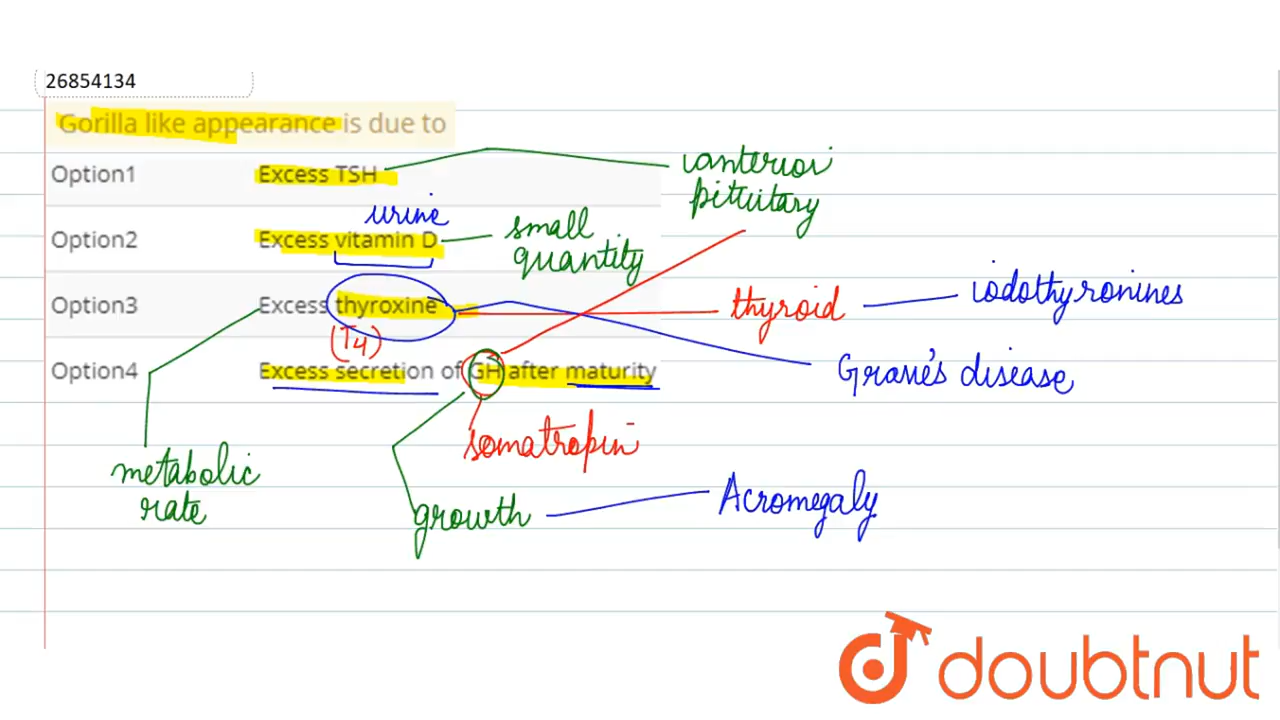 26854134
Gorilla like appearance is due to
Option1 Excess TSH
anterior
pituitary
urine
Option2 Excess vitamin D
small
quantity
Option3 Excess thyroxine
(T4)
thyroid
iodothyronines
Option4 Excess secretion of GH after maturity
Grave's disease
somatropin
metabolic
rate
growth
Acromegaly
doubtnut